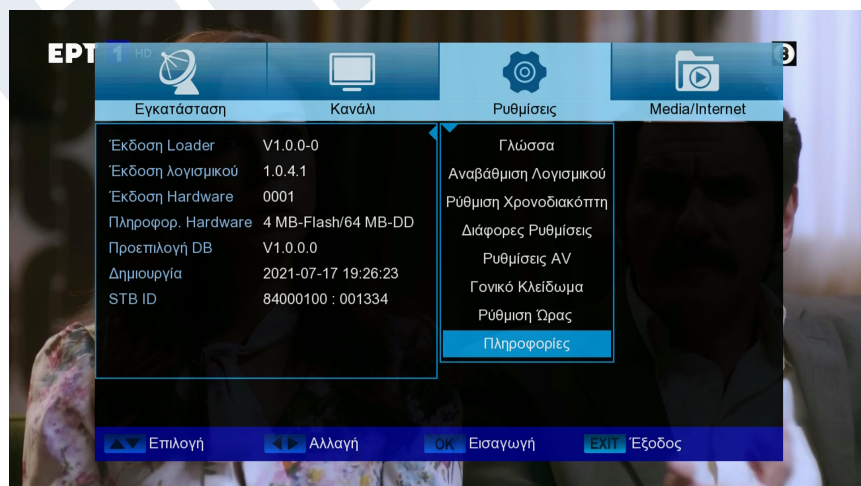 ΕΡΤ 1 HD
8
Εγκατάσταση Κανάλι Ρυθμίσεις Media/Internet
Έκδοση Loader V1.0.0-0
Έκδοση λογισμικού 1.0.4.1
Έκδοση Hardware 0001
Πληροφορ. Hardware 4 MB-Flash/64 MB-DD
Προεπιλογή DB V1.0.0.0
Δημιουργία 2021-07-17 19:26:23
STB ID 84000100 : 001334
Γλώσσα
Αναβάθμιση Λογισμικού
Ρύθμιση Χρονοδιακόπτη
Διάφορες Ρυθμίσεις
Ρυθμίσεις AV
Γονικό Κλείδωμα
Ρύθμιση Ώρας
Πληροφορίες
Επιλογή Αλλαγή OK Εισαγωγή EXIT Έξοδος